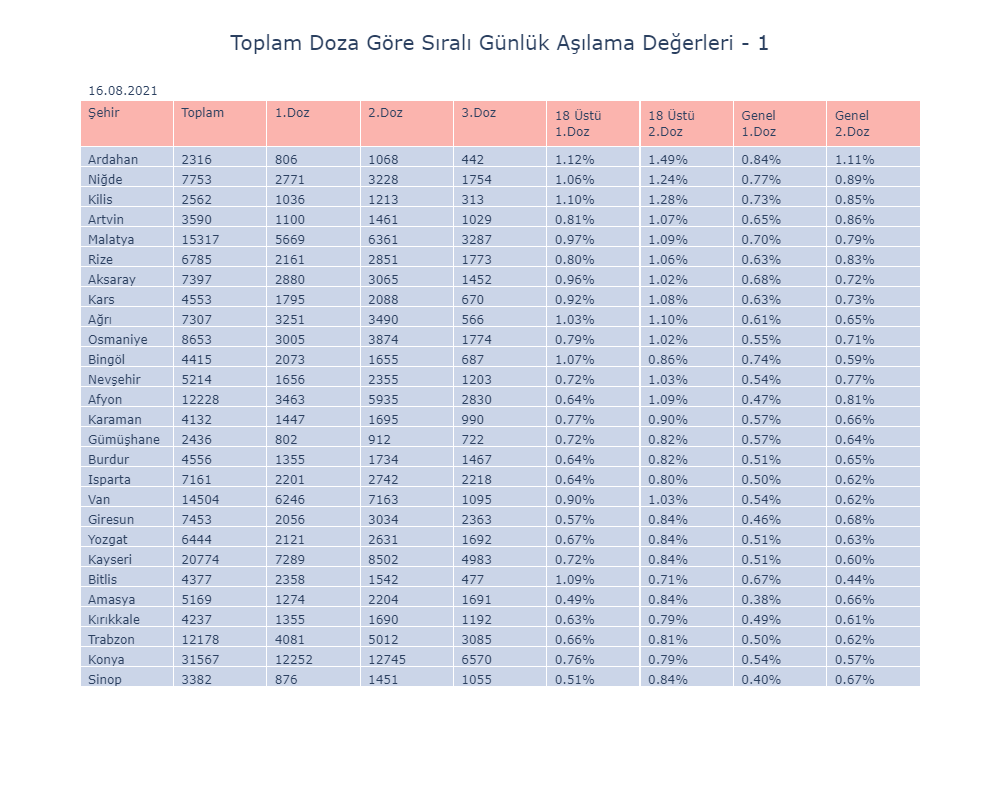 Toplam Doza Göre Sıralı Günlük Aşılama Değerleri - 1
16.08.2021
Şehir Toplam 1.Doz 2.Doz 3.Doz 18 Üstü 18 Üstü Genel Genel
1.Doz 2.Doz 1.Doz 2.Doz
Ardahan 2316 806 1068 442 1.12% 1.49% 0.84% 1.11%
Niğde 7753 2771 3228 1754 1.06% 1.24% 0.77% 0.89%
Kilis 2562 1036 1213 313 1.10% 1.28% 0.73% 0.85%
Artvin 3590 1100 1461 1029 0.81% 1.07% 0.65% 0.86%
Malatya 15317 5669 6361 3287 0.97% 1.09% 0.70% 0.79%
Rize 6785 2161 2851 1773 0.80% 1.06% 0.63% 0.83%
Aksaray 7397 2880 3065 1452 0.96% 1.02% 0.68% 0.72%
Kars 4553 1795 2088 670 0.92% 1.08% 0.63% 0.73%
Ağrı 7307 3251 3490 566 1.03% 1.10% 0.61% 0.65%
Osmaniye 8653 3005 3874 1774 0.79% 1.02% 0.55% 0.71%
Bingöl 4415 2073 1655 687 1.07% 0.86% 0.74% 0.59%
Nevşehir 5214 1656 2355 1203 0.72% 1.03% 0.54% 0.77%
Afyon 12228 3463 5935 2830 0.64% 1.09% 0.47% 0.81%
Karaman 4132 1447 1695 990 0.77% 0.90% 0.57% 0.66%
Gümüşhane 2436 802 912 722 0.72% 0.82% 0.57% 0.64%
Burdur 4556 1355 1734 1467 0.64% 0.82% 0.51% 0.65%
Isparta 7161 2201 2742 2218 0.64% 0.80% 0.50% 0.62%
Van 14504 6246 7163 1095 0.90% 1.03% 0.54% 0.62%
Giresun 7453 2056 3034 2363 0.57% 0.84% 0.46% 0.68%
Yozgat 6444 2121 2631 1692 0.67% 0.84% 0.51% 0.63%
Kayseri 20774 7289 8502 4983 0.72% 0.84% 0.51% 0.60%
Bitlis 4377 2358 1542 477 1.09% 0.71% 0.67% 0.44%
Amasya 5169 1274 2204 1691 0.49% 0.84% 0.38% 0.66%
Kırıkkale 4237 1355 1690 1192 0.63% 0.79% 0.49% 0.61%
Trabzon 12178 4081 5012 3085 0.66% 0.81% 0.50% 0.62%
Konya 31567 12252 12745 6570 0.76% 0.79% 0.54% 0.57%
Sinop 3382 876 1451 1055 0.51% 0.84% 0.40% 0.67%